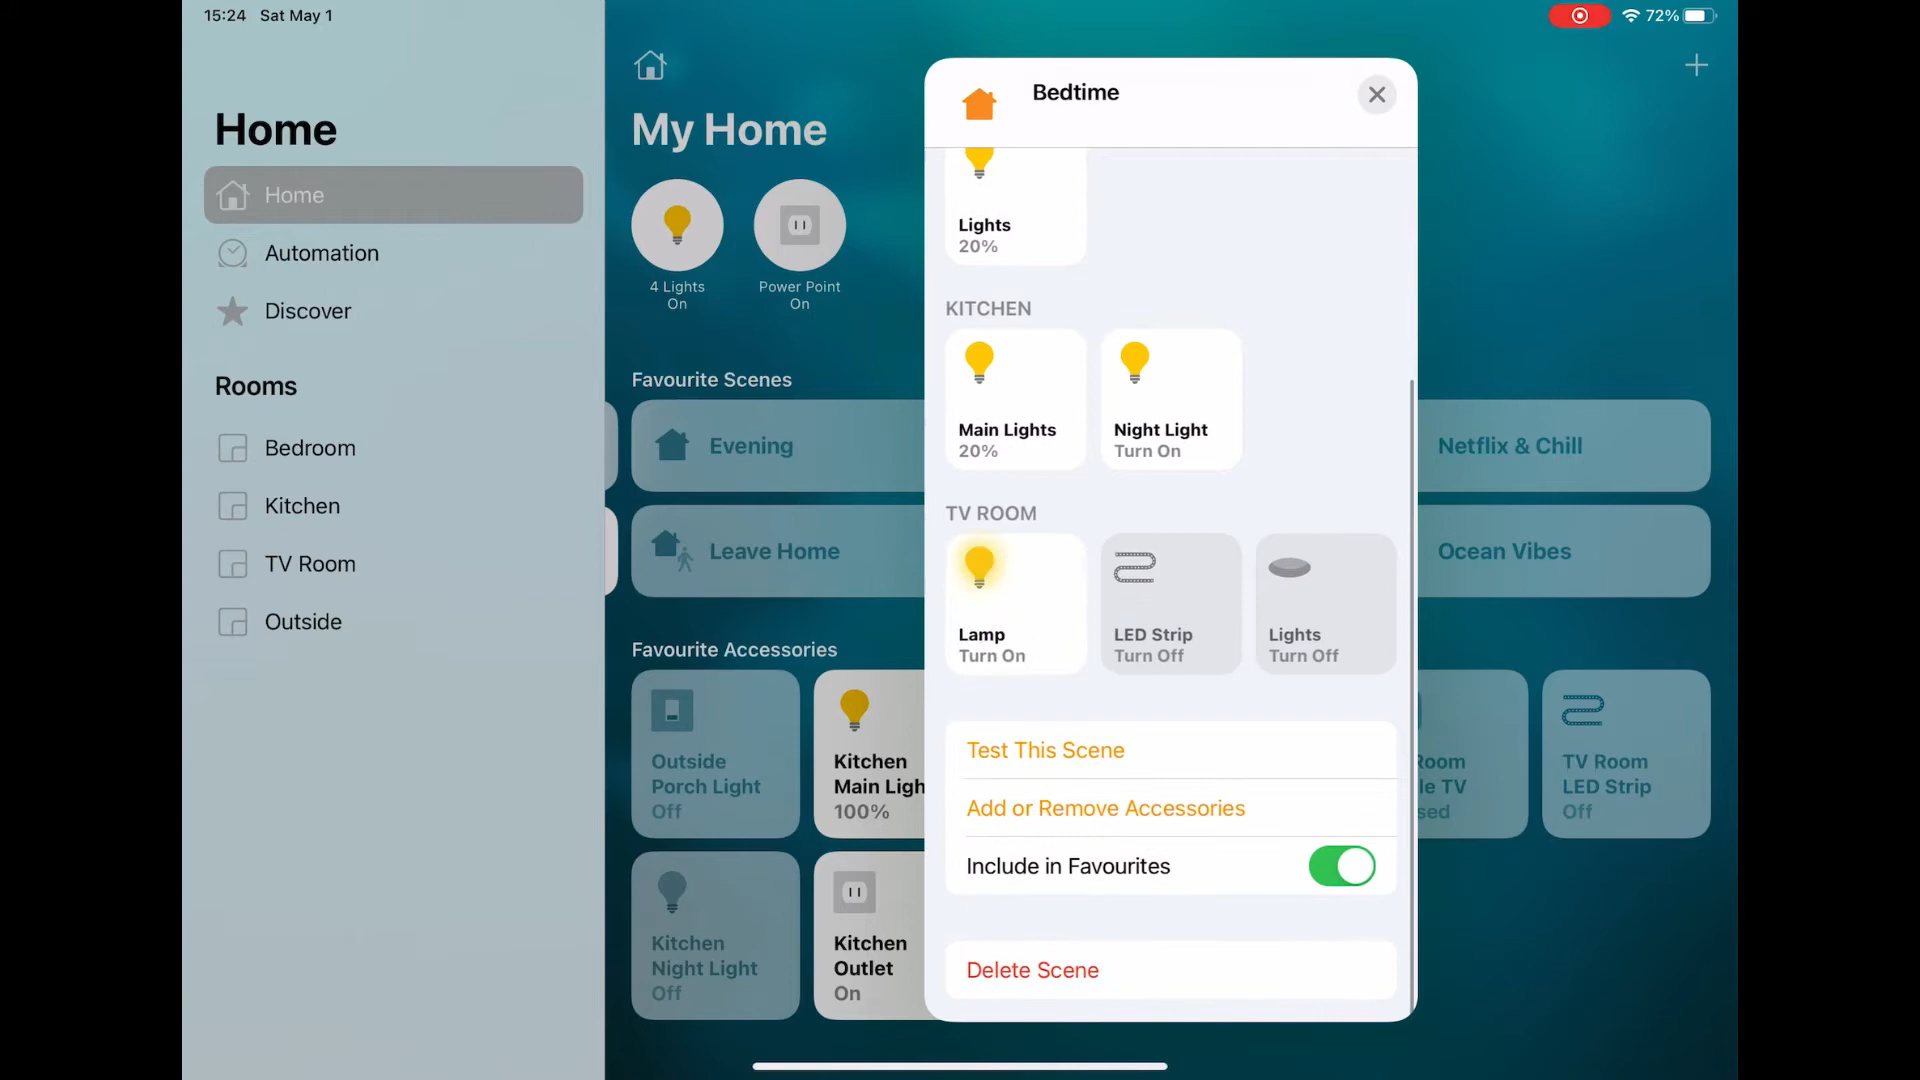 15:24 Sat May 1
72%
Home
Home
Automation
Discover
Rooms
Bedroom
Kitchen
TV Room
Outside
My Home
4 Lights
On
Power Point
On
Favourite Scenes
Evening
Netflix & Chill
Leave Home
Ocean Vibes
Favourite Accessories
Outside
Porch Light
Off
Kitchen
Main Ligh
100%
Room
le TV
sed
TV Room
LED Strip
Off
Kitchen
Night Light
Off
Kitchen
Outlet
On
Bedtime
Lights
20%
KITCHEN
Main Lights
20%
Night Light
Turn On
TV ROOM
Lamp
Turn On
LED Strip
Turn Off
Lights
Turn Off
Test This Scene
Add or Remove Accessories
Include in Favourites
Delete Scene